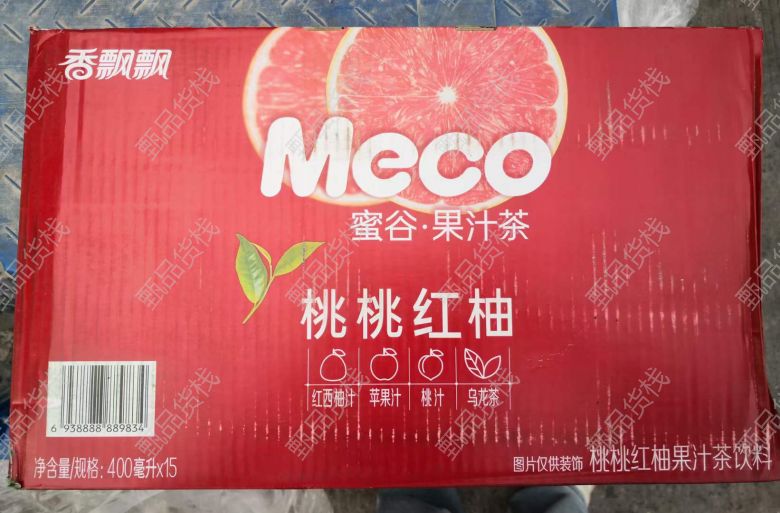 香飘飘
Meco
蜜谷·果汁茶
桃桃红柚
红西柚汁 苹果汁 桃汁 乌龙茶
6 938888 889834
净含量/规格: 400毫升x15
图片仅供装饰 桃桃红柚果汁茶饮料
甄品货栈